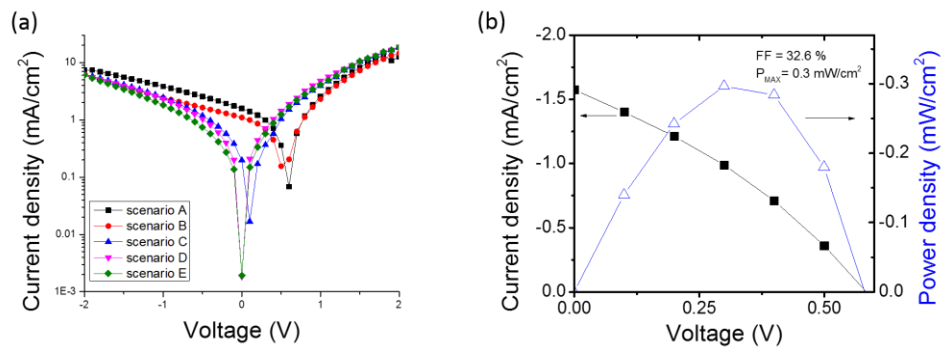 (a)
Current density (mA/cm²)
10
1
0.1
0.01
1E-3
scenario A
scenario B
scenario C
scenario D
scenario E
-2
-1
0
1
2
Voltage (V)
(b)
Current density (mA/cm²)
-2.0
-1.5
-1.0
-0.5
0.0
FF = 32.6 %
P_MAX = 0.3 mW/cm²
0.00
0.25
0.50
Voltage (V)
-0.3
-0.2
-0.1
0.0
Power density (mW/cm²)